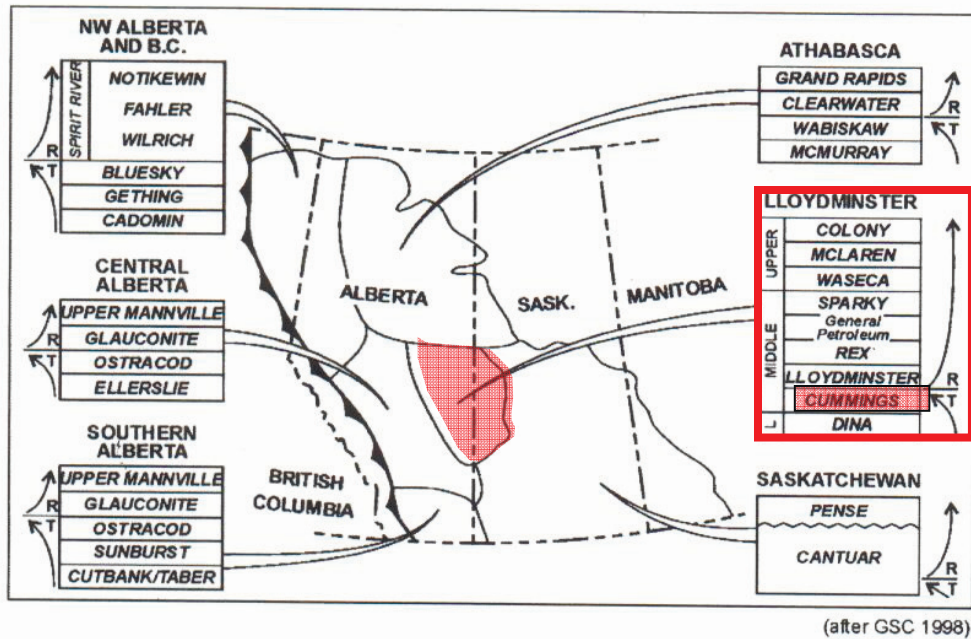 NW ALBERTA
AND B.C.
SPIRIT RIVER
NOTIKEWIN
FAHLER
WILRICH
BLUESKY
GETHING
CADOMIN
R
T
CENTRAL
ALBERTA
UPPER MANNVILLE
GLAUCONITE
OSTRACOD
ELLERSLIE
R
T
SOUTHERN
ALBERTA
UPPER MANNVILLE
GLAUCONITE
OSTRACOD
SUNBURST
CUTBANK/TABER
R
T
ALBERTA
SASK.
MANITOBA
BRITISH
COLUMBIA
ATHABASCA
GRAND RAPIDS
CLEARWATER
WABISKAW
MCMURRAY
R
T
LLOYDMINSTER
UPPER
COLONY
MCLAREN
WASECA
MIDDLE
SPARKY
General
Petroleum
REX
LLOYDMINSTER
CUMMINGS
L
DINA
R
T
SASKATCHEWAN
PENSE
CANTUAR
R
T
(after GSC 1998)